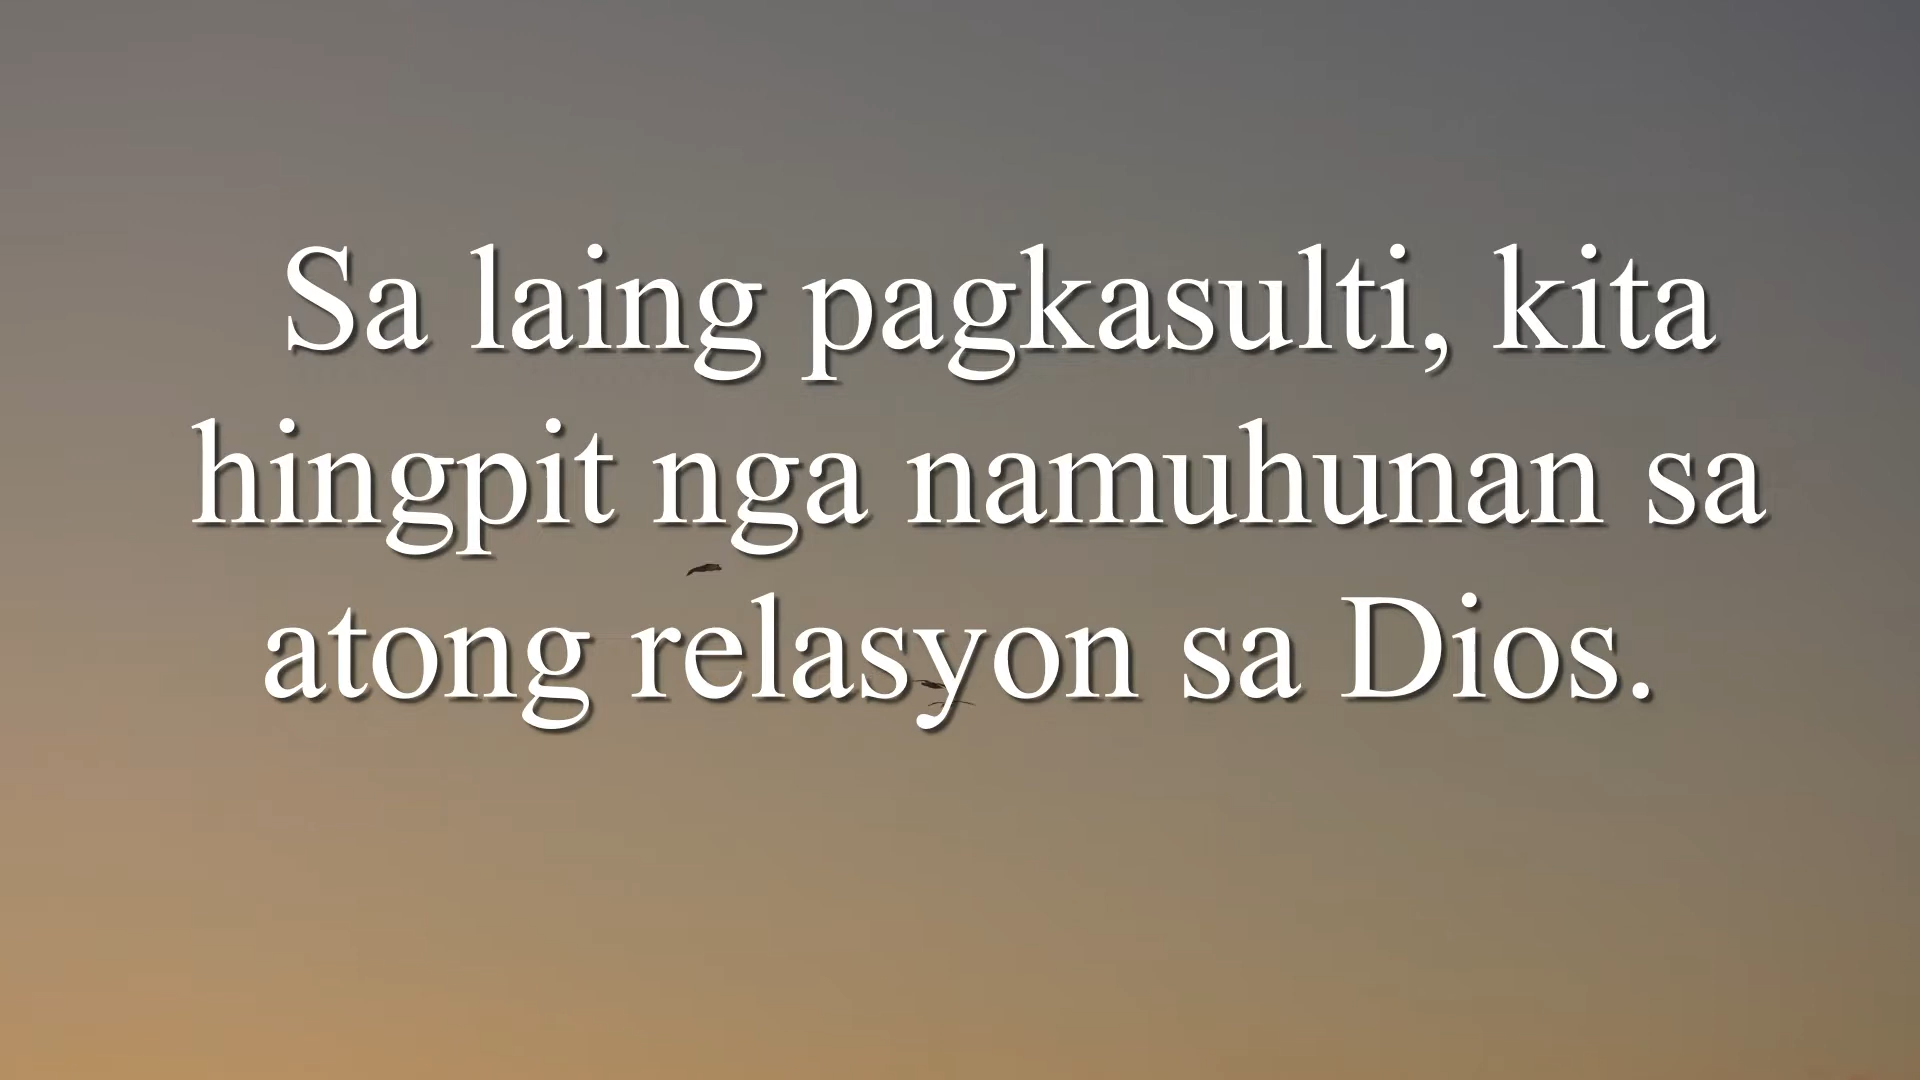 Sa laing pagkasulti, kita
hingpit nga namuhunan sa
atong relasyon sa Dios.